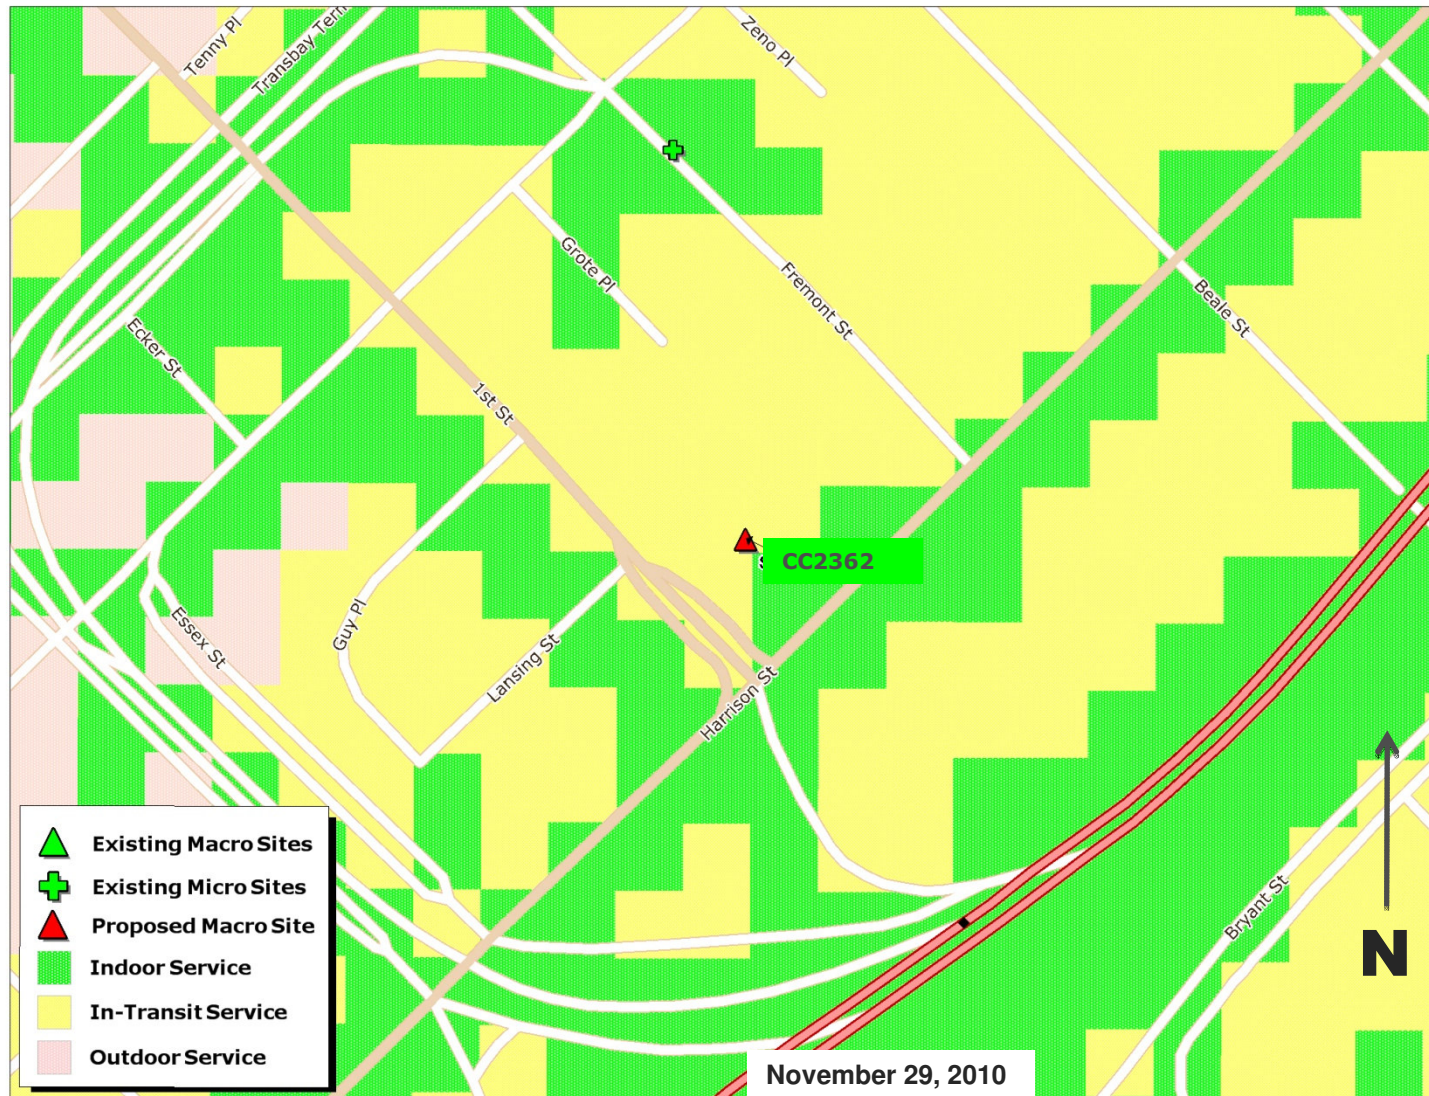 Tenny Pl
Transbay Term
Zeno Pl
Grote Pl
Fremont St
Beale St
Ecker St
1st St
CC2362
Guy Pl
Essex St
Lansing St
Harrison St
Bryant St
N
Existing Macro Sites
Existing Micro Sites
Proposed Macro Site
Indoor Service
In-Transit Service
Outdoor Service
November 29, 2010